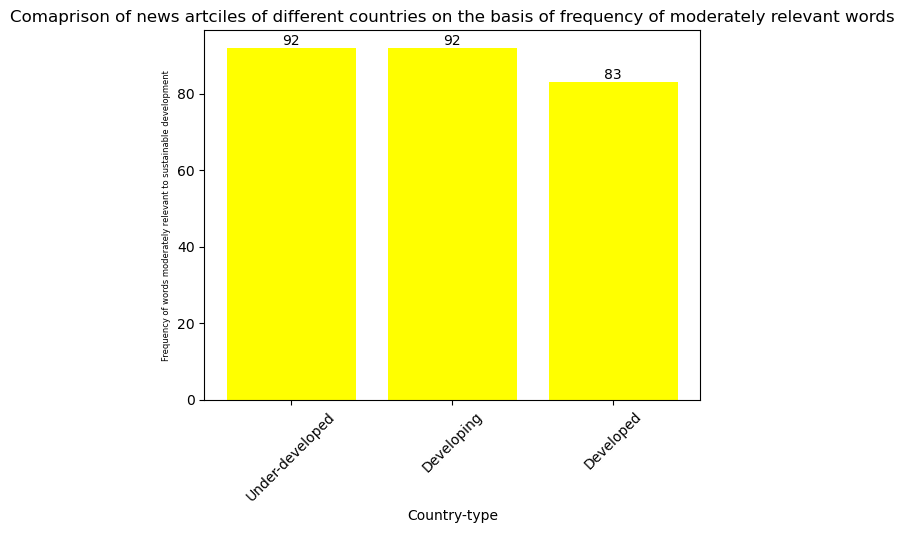 Comaprison of news artciles of different countries on the basis of frequency of moderately relevant words
92
92
83
Frequency of words moderately relevant to sustainable development
80
60
40
20
0
Under-developed
Developing
Developed
Country-type